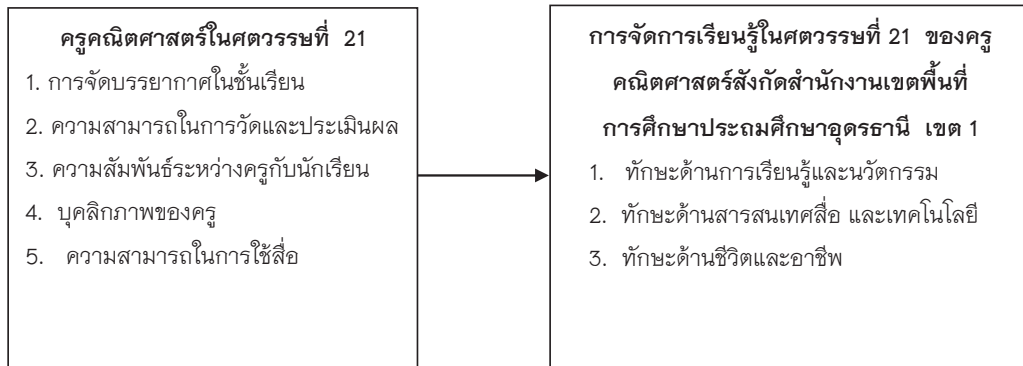 ครูคณิตศาสตร์ในศตวรรษที่ 21
1. การจัดบรรยากาศในชั้นเรียน
2. ความสามารถในการวัดและประเมินผล
3. ความสัมพันธ์ระหว่างครูกับนักเรียน
4. บุคลิกภาพของครู
5. ความสามารถในการใช้สื่อ
การจัดการเรียนรู้ในศตวรรษที่ 21 ของครู
คณิตศาสตร์สังกัดสำนักงานเขตพื้นที่
การศึกษาประถมศึกษาอุดรธานี เขต 1
1. ทักษะด้านการเรียนรู้และนวัตกรรม
2. ทักษะด้านสารสนเทศสื่อ และเทคโนโลยี
3. ทักษะด้านชีวิตและอาชีพ